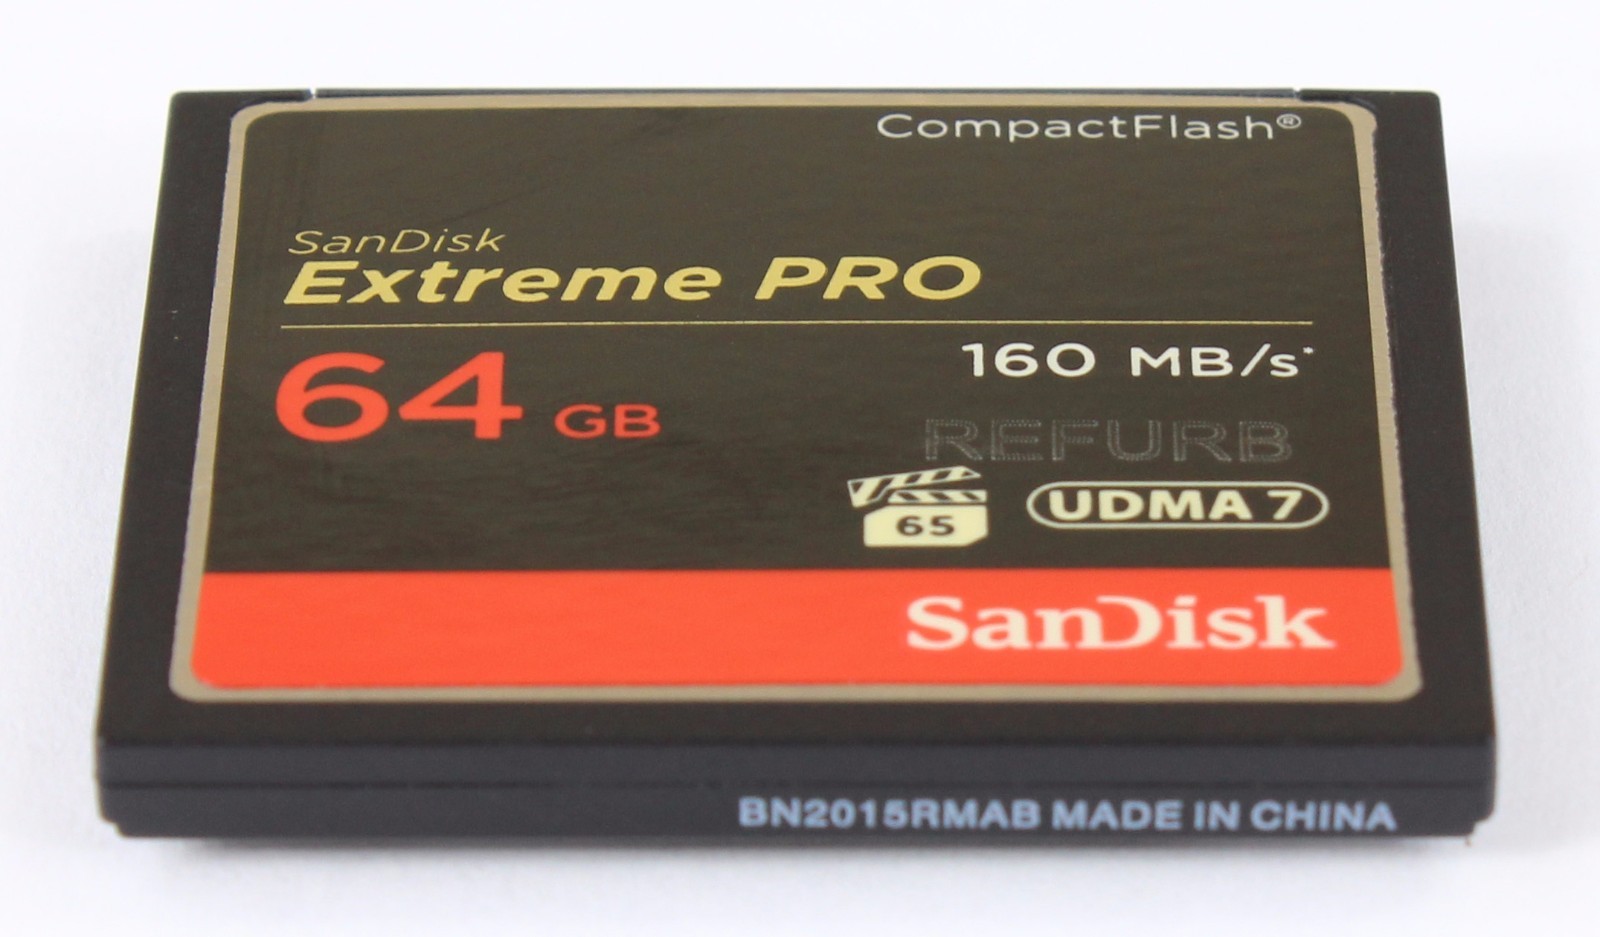 CompactFlash®
SanDisk
Extreme PRO
64 GB
160 MB/s*
REFURB
65
UDMA 7
SanDisk
BN2015RMAB MADE IN CHINA